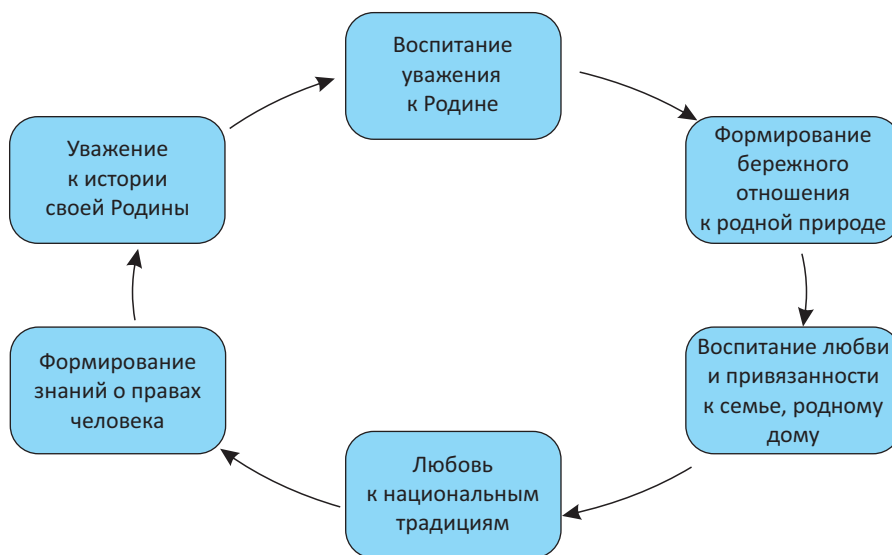 Воспитание
уважения
к Родине
Формирование
бережного
отношения
к родной природе
Воспитание любви
и привязанности
к семье, родному
дому
Любовь
к национальным
традициям
Формирование
знаний о правах
человека
Уважение
к истории
своей Родины